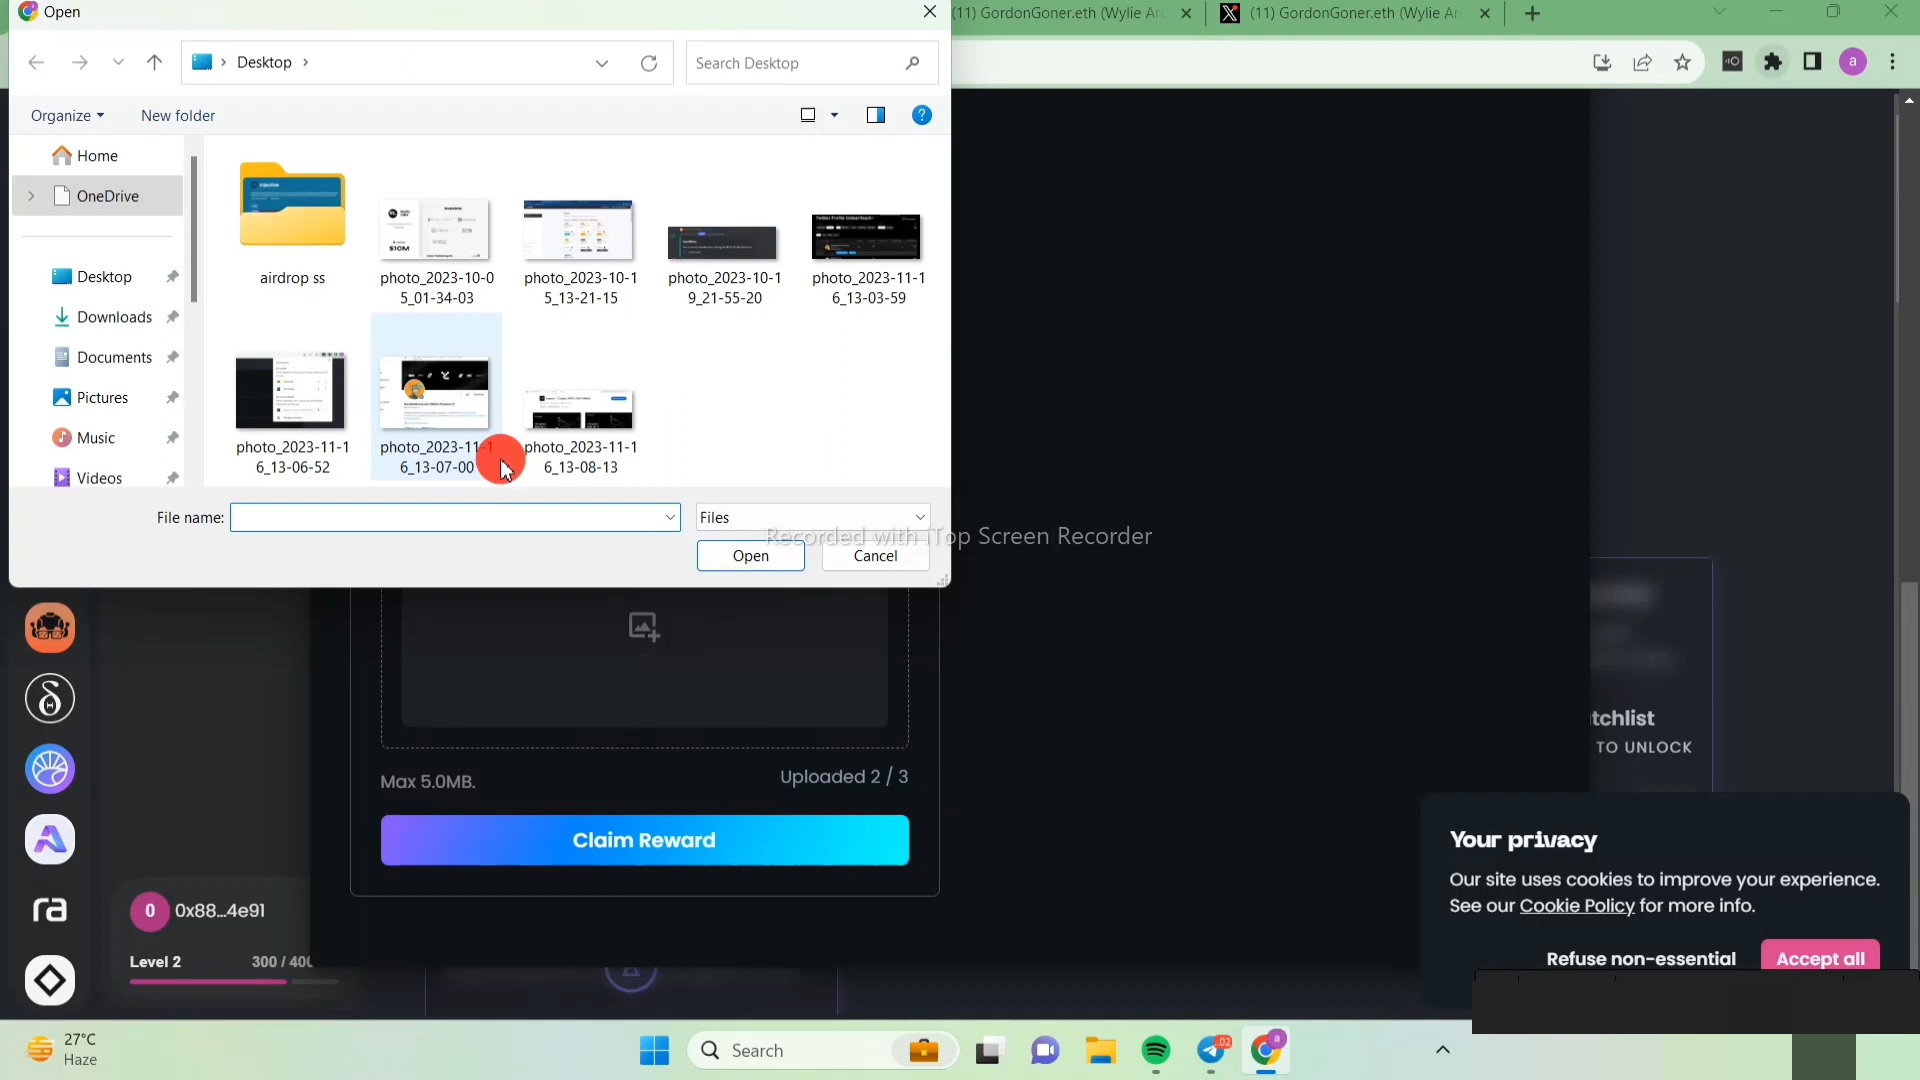 Open
(11) GordonGoner.eth (Wylie Ar
(11) GordonGoner.eth (Wylie Ar
Desktop
Search Desktop
a
Organize
New folder
Home
OneDrive
Desktop
Downloads
Documents
Pictures
Music
Videos
airdrop ss
photo_2023-10-0
5_01-34-03
photo_2023-10-1
5_13-21-15
photo_2023-10-1
9_21-55-20
photo_2023-11-1
6_13-03-59
photo_2023-11-1
6_13-06-52
photo_2023-11-1
6_13-07-00
photo_2023-11-1
6_13-08-13
File name:
Files
Recorded with iTop Screen Recorder
Open
Cancel
tchlist
TO UNLOCK
Max 5.0MB.
Uploaded 2 / 3
Claim Reward
Your privacy
Our site uses cookies to improve your experience.
See our Cookie Policy for more info.
Refuse non-essential
Accept all
ra
0
0x88...4e91
Level 2
300 / 400
27°C
Haze
Search
.02
a